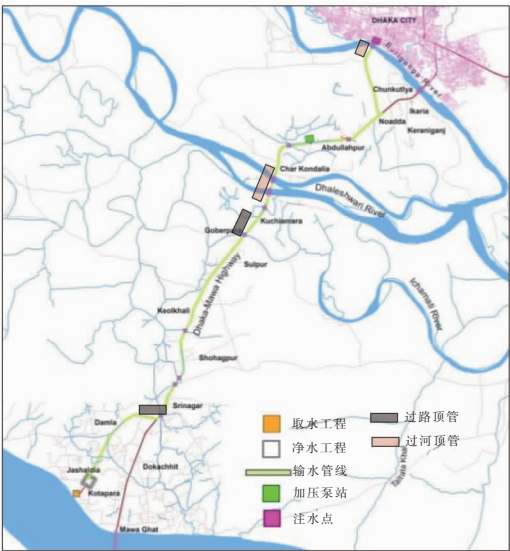 DHAKA CITY
Buriganga River
Chunkutiya
Ikaria
Noadda
Keraniganj
Abdullahpur
Char Kondalia
Dhaleshwari River
Kuchiamara
Sulpur
Dhaka-Mawa Highway
Ichamati River
Keolkhali
Shohagpur
Srinagar
Damla
Dokachhit
Jashaldia
Kotapara
Mawa Ghat
取水工程
净水工程
输水管线
加压泵站
注水点
过路顶管
过河顶管